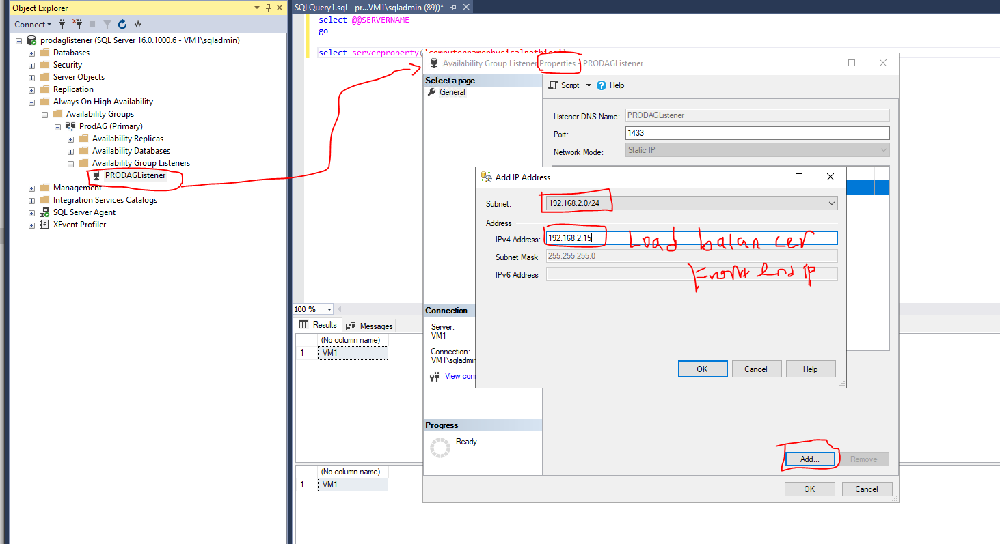 Object Explorer
Connect
prodaglistener (SQL Server 16.0.1000.6 - VM1\sqladmin)
Databases
Security
Server Objects
Replication
Always On High Availability
Availability Groups
ProdAG (Primary)
Availability Replicas
Availability Databases
Availability Group Listeners
PRODAGListener
Management
Integration Services Catalogs
SQL Server Agent
XEvent Profiler
SQLQuery1.sql - pr...VM1\sqladmin (89))*
select @@SERVERNAME
go
select serverproperty(
100 %
Results
Messages
(No column name)
1 VM1
(No column name)
1 VM1
Availability Group Listener Properties - PRODAGListener
Select a page
General
Script
Help
Listener DNS Name: PRODAGListener
Port: 1433
Network Mode: Static IP
Connection
Server:
VM1
Connection:
VM1\sqladmin
View con
Progress
Ready
Add...
Remove
OK
Cancel
Add IP Address
Subnet: 192.168.2.0/24
Address
IPv4 Address: 192.168.2.15
Subnet Mask 255.255.255.0
IPv6 Address
OK
Cancel
Help
Load balancer
Front end IP